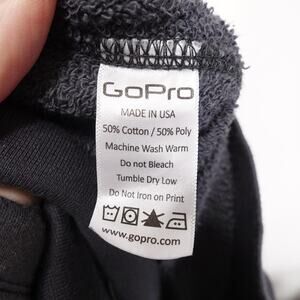 GoPro
MADE IN USA
50% Cotton / 50% Poly
Machine Wash Warm
Do not Bleach
Tumble Dry Low
Do Not Iron on Print
www.gopro.com